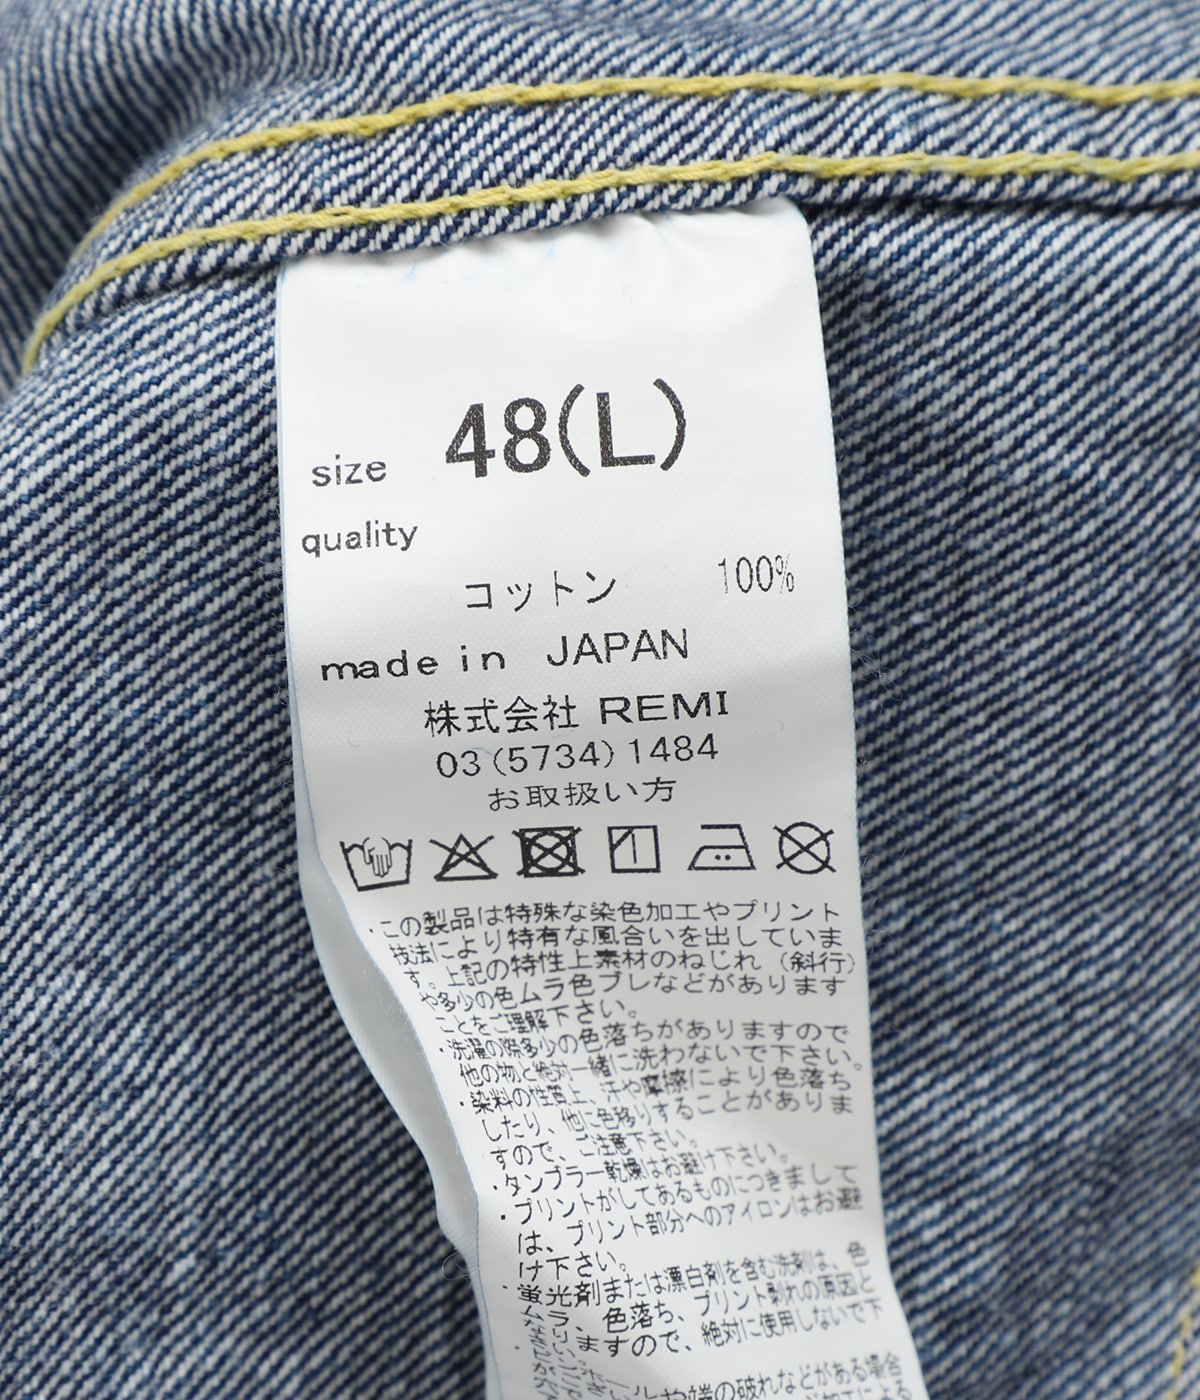 size 48(L)
quality
コットン 100%
made in JAPAN
株式会社 REMI
03(5734)1484
お取扱い方
・この製品は特殊な染色加工やプリント
技法により特有な風合いを出していま
す。上記の特性上素材のねじれ（斜行）
や多少の色ムラ色ブレなどがあります
ことをご理解下さい。
・洗濯の際多少の色落ちがありますので
他の物と絶対一緒に洗わないで下さい。
・染料の性質上、汗や摩擦により色落ち
したり、他に色移りすることがありま
すので、ご注意下さい。
・タンブラー乾燥はお避け下さい。
・プリントがしてあるものにつきまして
は、プリント部分へのアイロンはお避
け下さい。
・蛍光剤または漂白剤を含む洗剤は、色
ムラ、色落ち、プリント剥れの原因と
なりますので、絶対に使用しないで下
の破れなどがある場合